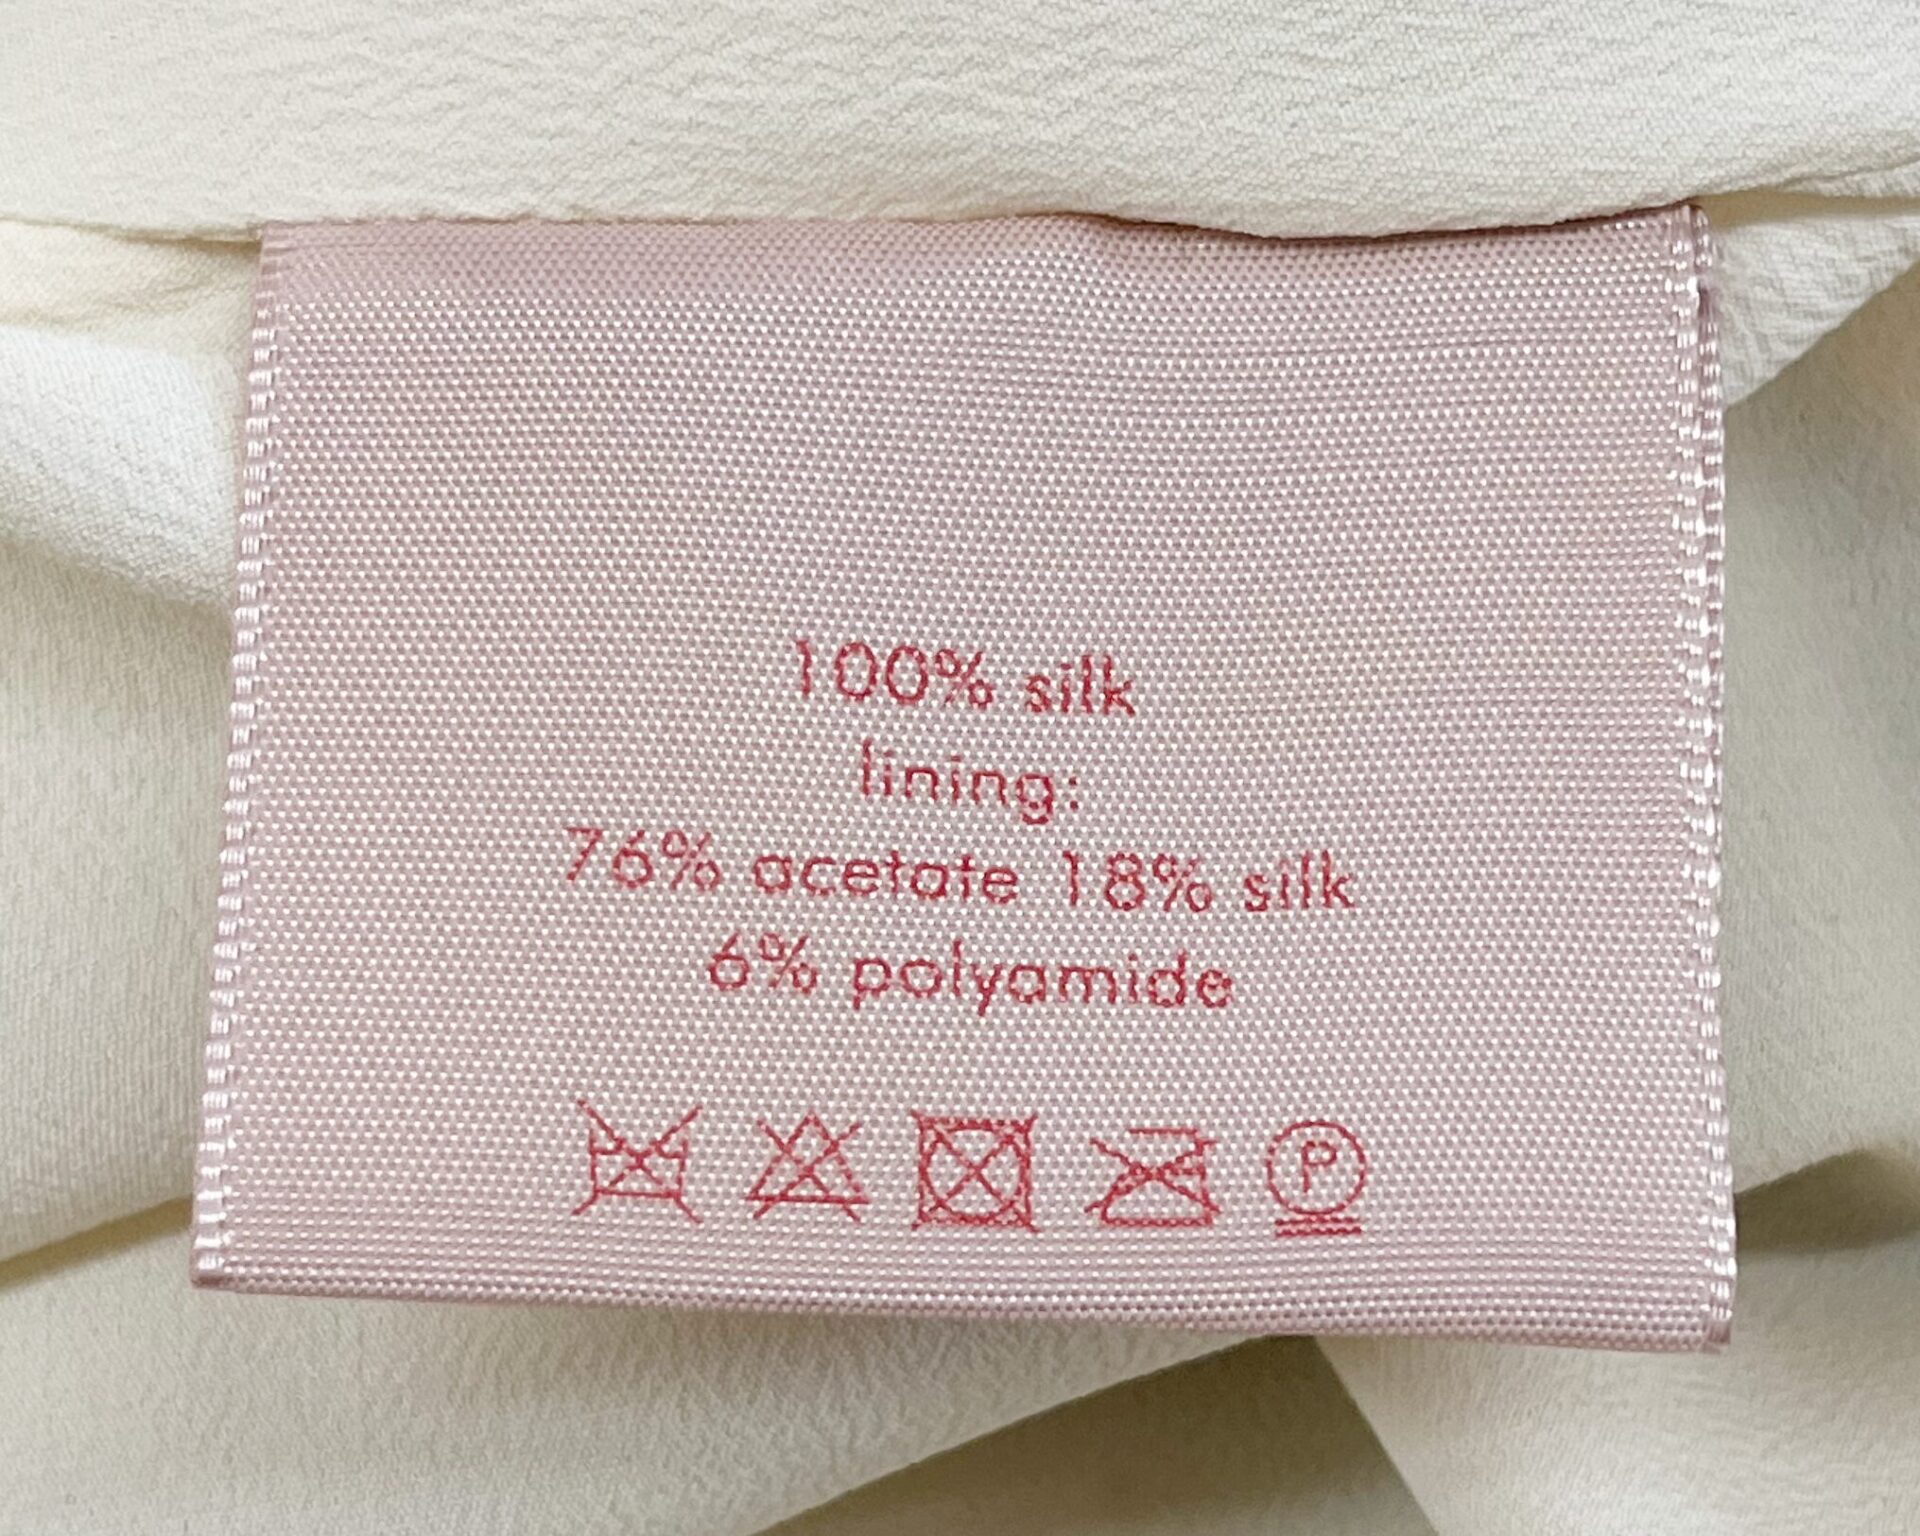 100% silk
lining:
76% acetate 18% silk
6% polyamide
P